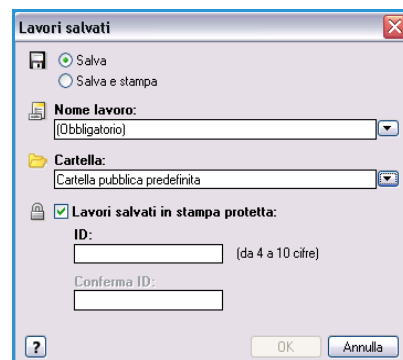 Lavori salvati
Salva
Salva e stampa
Nome lavoro:
(Obbligatorio)
Cartella:
Cartella pubblica predefinita
Lavori salvati in stampa protetta:
ID:
(da 4 a 10 cifre)
Conferma ID:
?
OK Annulla